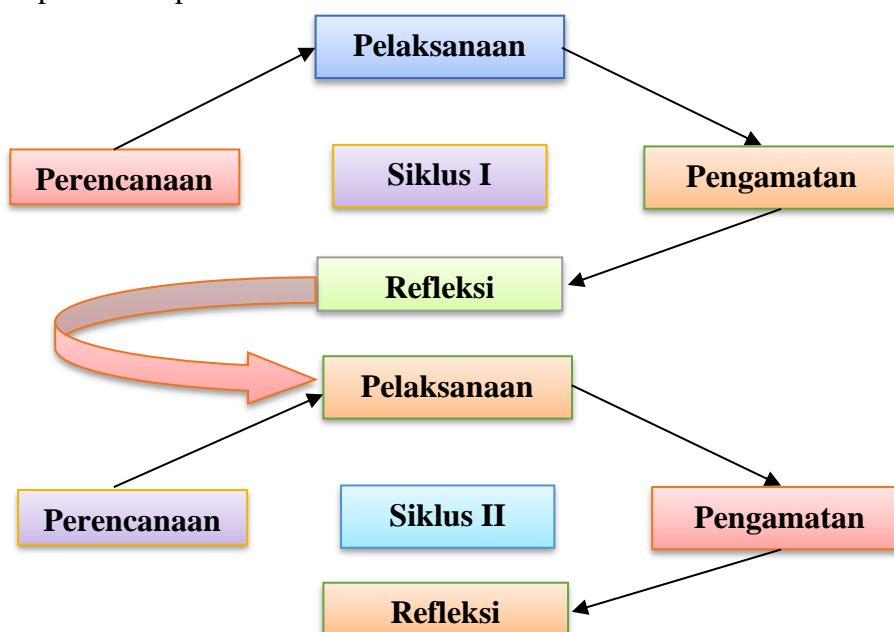 Pelaksanaan
Perencanaan
Siklus I
Pengamatan
Refleksi
Pelaksanaan
Perencanaan
Siklus II
Pengamatan
Refleksi